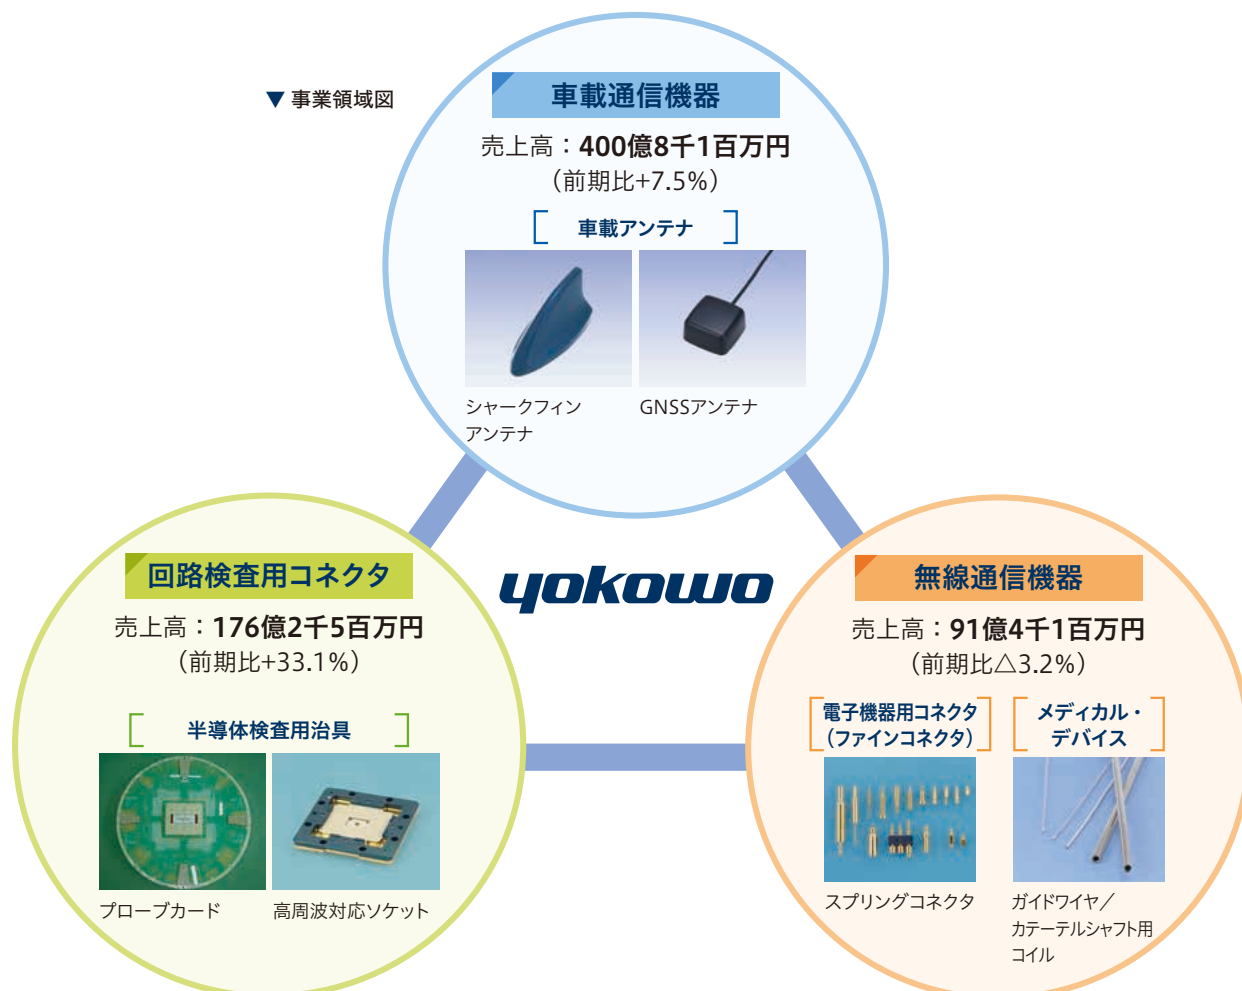 ▼ 事業領域図
車載通信機器
売上高：400億8千1百万円
（前期比+7.5%）
車載アンテナ
シャークフィン
アンテナ
GNSSアンテナ
回路検査用コネクタ
売上高：176億2千5百万円
（前期比+33.1%）
半導体検査用治具
プローブカード
高周波対応ソケット
yokowo
無線通信機器
売上高：91億4千1百万円
（前期比△3.2%）
電子機器用コネクタ
（ファインコネクタ）
スプリングコネクタ
メディカル・
デバイス
ガイドワイヤ／
カテーテルシャフト用
コイル